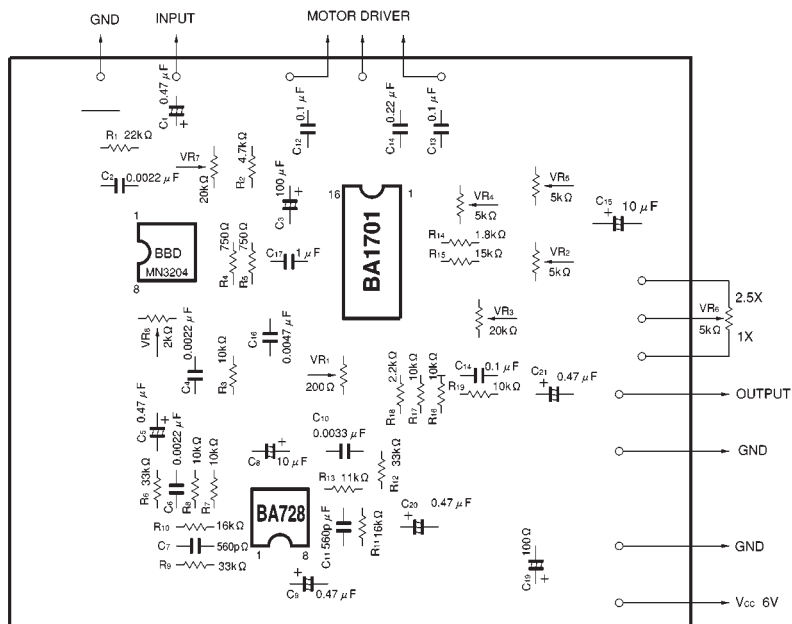 GND
INPUT
MOTOR DRIVER
C1 0.47 μF
C12 0.1 μF
C14 0.22 μF
C13 0.1 μF
R1 22kΩ
C2 0.0022 μF
VR7 20kΩ
R2 4.7kΩ
C3 100 μF
16
1
BA1701
VR4 5kΩ
VR5 5kΩ
C15 10 μF
1
BBD
MN3204
8
R4 750Ω
R5 750Ω
C17 1 μF
R14 1.8kΩ
R15 15kΩ
VR2 5kΩ
2.5X
VR6
5kΩ
1X
VR3
20kΩ
VR8 2kΩ
C4 0.0022 μF
R3 10kΩ
C16 0.0047 μF
VR1
200Ω
R18 2.2kΩ
R17 10kΩ
R16 10kΩ
C14 0.1 μF
R19 10kΩ
C21 0.47 μF
OUTPUT
C5 0.47 μF
R6 33kΩ
C6 0.0022 μF
R8 10kΩ
R7 10kΩ
C8 10 μF
C10
0.0033 μF
R13 11kΩ
R12 33kΩ
GND
R10 16kΩ
C7 560pΩ
R9 33kΩ
BA728
1
8
C11 560p μF
R11 16kΩ
C20 0.47 μF
C9 0.47 μF
C19 100Ω
GND
Vcc 6V